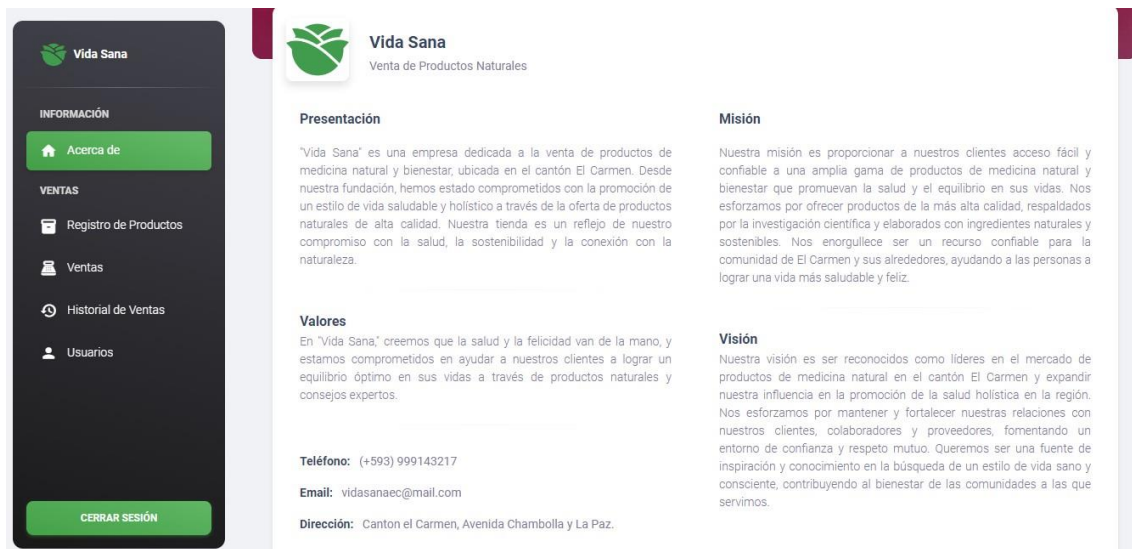 Vida Sana
INFORMACIÓN
Acerca de
VENTAS
Registro de Productos
Ventas
Historial de Ventas
Usuarios
CERRAR SESIÓN
Vida Sana
Venta de Productos Naturales
Presentación
"Vida Sana" es una empresa dedicada a la venta de productos de
medicina natural y bienestar, ubicada en el cantón El Carmen. Desde
nuestra fundación, hemos estado comprometidos con la promoción de
un estilo de vida saludable y holístico a través de la oferta de productos
naturales de alta calidad. Nuestra tienda es un reflejo de nuestro
compromiso con la salud, la sostenibilidad y la conexión con la
naturaleza.
Valores
En "Vida Sana," creemos que la salud y la felicidad van de la mano, y
estamos comprometidos en ayudar a nuestros clientes a lograr un
equilibrio óptimo en sus vidas a través de productos naturales y
consejos expertos.
Teléfono: (+593) 999143217
Email: vidasanaec@mail.com
Dirección: Canton el Carmen, Avenida Chambolla y La Paz.
Misión
Nuestra misión es proporcionar a nuestros clientes acceso fácil y
confiable a una amplia gama de productos de medicina natural y
bienestar que promuevan la salud y el equilibrio en sus vidas. Nos
esforzamos por ofrecer productos de la más alta calidad, respaldados
por la investigación científica y elaborados con ingredientes naturales y
sostenibles. Nos enorgullece ser un recurso confiable para la
comunidad de El Carmen y sus alrededores, ayudando a las personas a
lograr una vida más saludable y feliz.
Visión
Nuestra visión es ser reconocidos como líderes en el mercado de
productos de medicina natural en el cantón El Carmen y expandir
nuestra influencia en la promoción de la salud holística en la región.
Nos esforzamos por mantener y fortalecer nuestras relaciones con
nuestros clientes, colaboradores y proveedores, fomentando un
entorno de confianza y respeto mutuo. Queremos ser una fuente de
inspiración y conocimiento en la búsqueda de un estilo de vida sano y
consciente, contribuyendo al bienestar de las comunidades a las que
servimos.